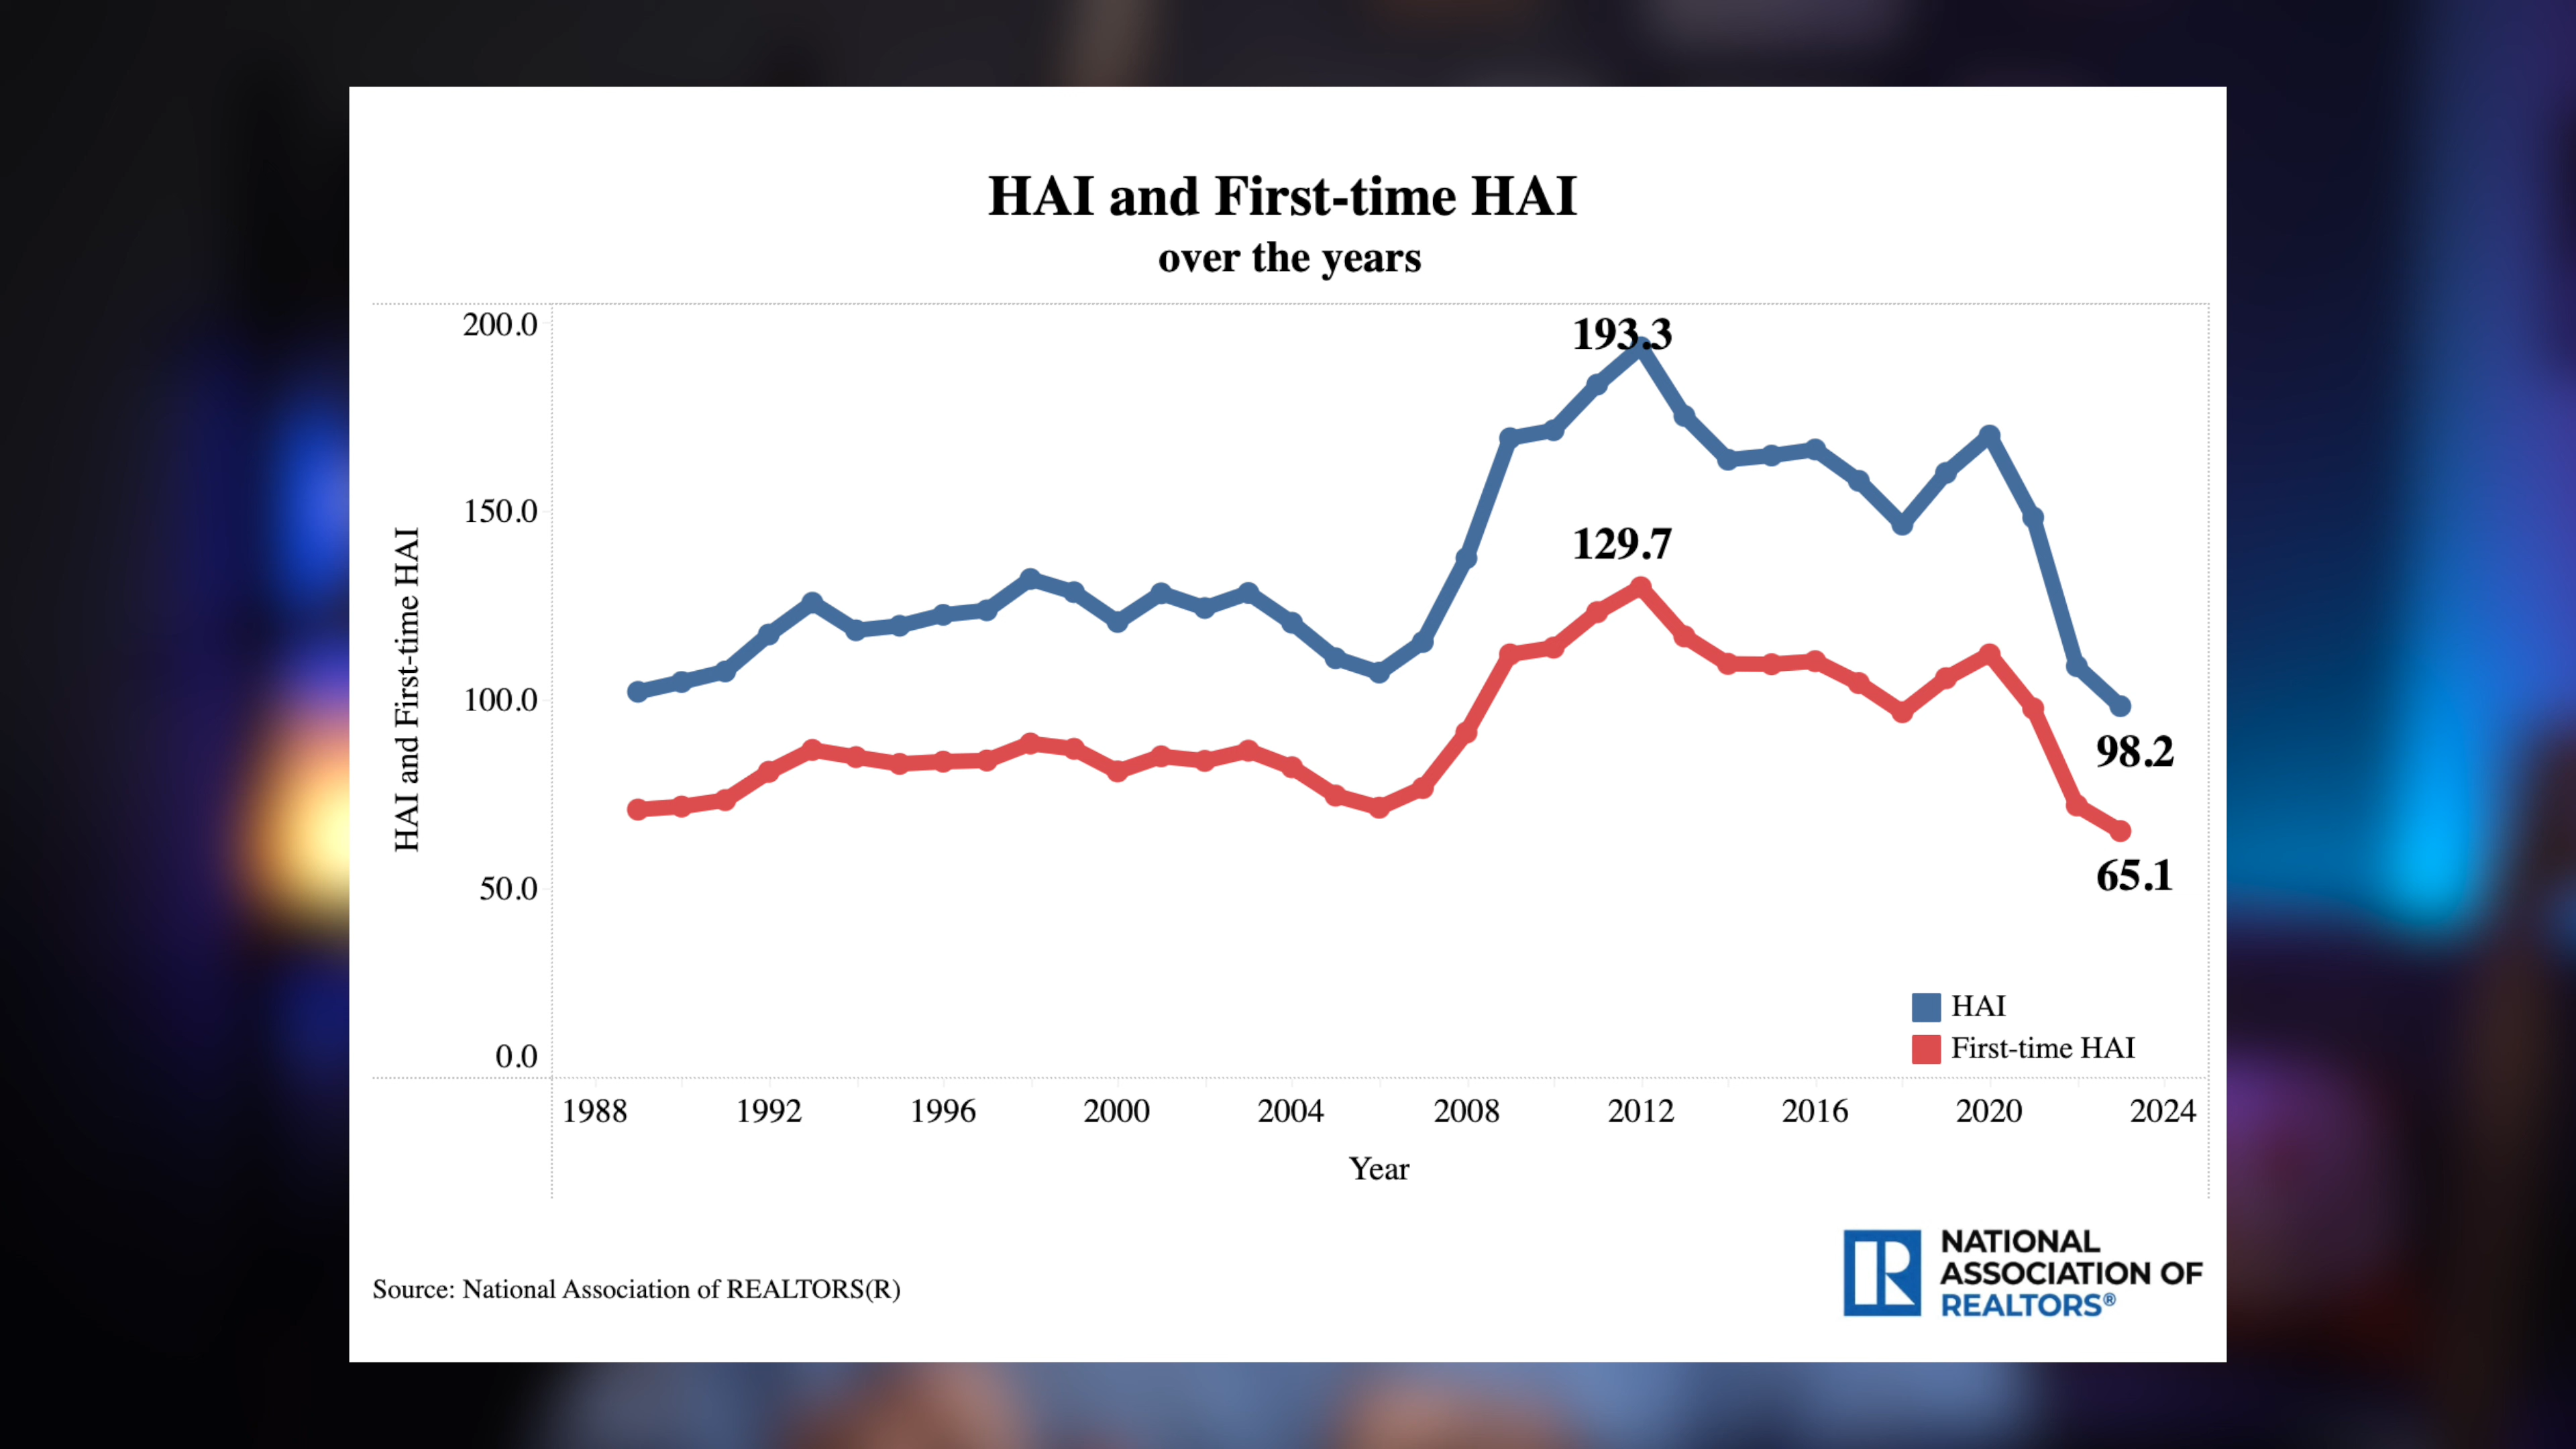 HAI and First-time HAI
over the years
200.0
193.3
150.0
129.7
100.0
98.2
65.1
50.0
0.0
HAI and First-time HAI
HAI
First-time HAI
1988 1992 1996 2000 2004 2008 2012 2016 2020 2024
Year
Source: National Association of REALTORS(R)
R
NATIONAL
ASSOCIATION OF
REALTORS®